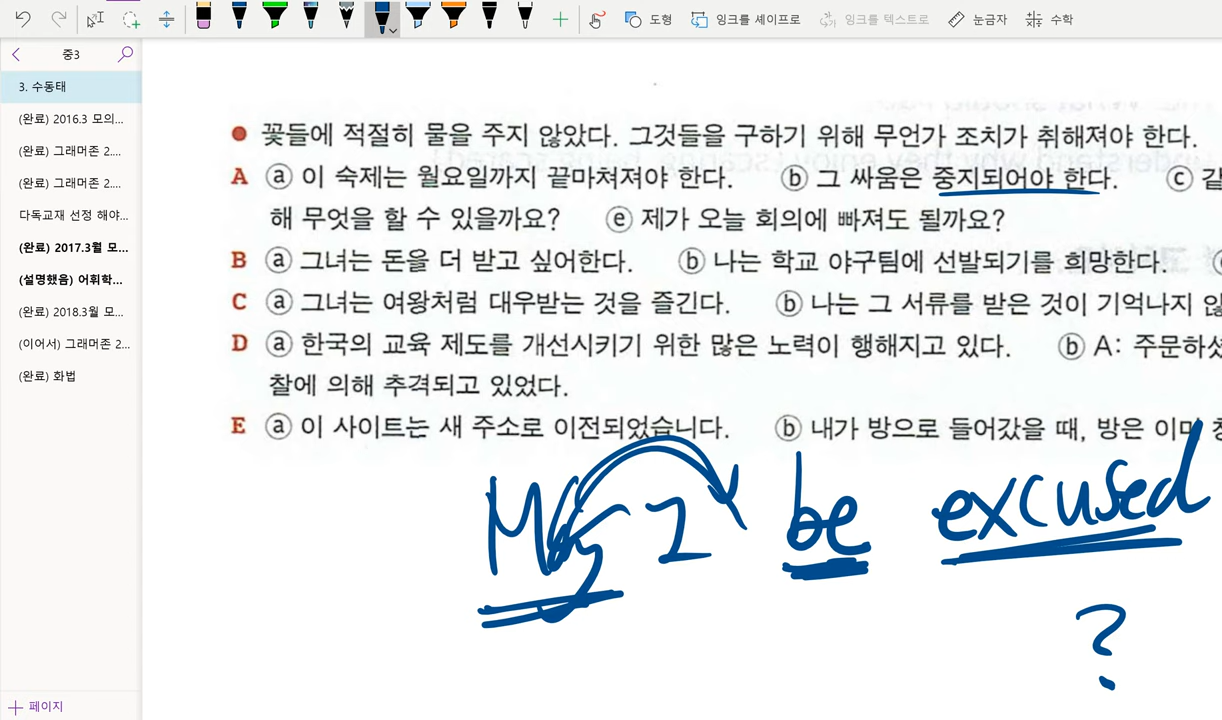 도형 잉크를 셰이프로 잉크를 텍스트로 눈금자 수학
중3
3. 수동태
(완료) 2016.3 모의...
(완료) 그래머존 2....
(완료) 그래머존 2....
다독교재 선정 해야...
(완료) 2017.3월 모...
(설명했음) 어휘학...
(완료) 2018.3월 모...
(이어서) 그래머존 2...
(완료) 화법
페이지
● 꽃들에 적절히 물을 주지 않았다. 그것들을 구하기 위해 무언가 조치가 취해져야 한다.
A ⓐ 이 숙제는 월요일까지 끝마쳐져야 한다. ⓑ 그 싸움은 중지되어야 한다. ⓒ
해 무엇을 할 수 있을까요? ⓔ 제가 오늘 회의에 빠져도 될까요?
B ⓐ 그녀는 돈을 더 받고 싶어한다. ⓑ 나는 학교 야구팀에 선발되기를 희망한다.
C ⓐ 그녀는 여왕처럼 대우받는 것을 즐긴다. ⓑ 나는 그 서류를 받은 것이 기억나지
D ⓐ 한국의 교육 제도를 개선시키기 위한 많은 노력이 행해지고 있다. ⓑ A: 주문하셨
찰에 의해 추격되고 있었다.
E ⓐ 이 사이트는 새 주소로 이전되었습니다. ⓑ 내가 방으로 들어갔을 때, 방은 이미
May I be excused
?